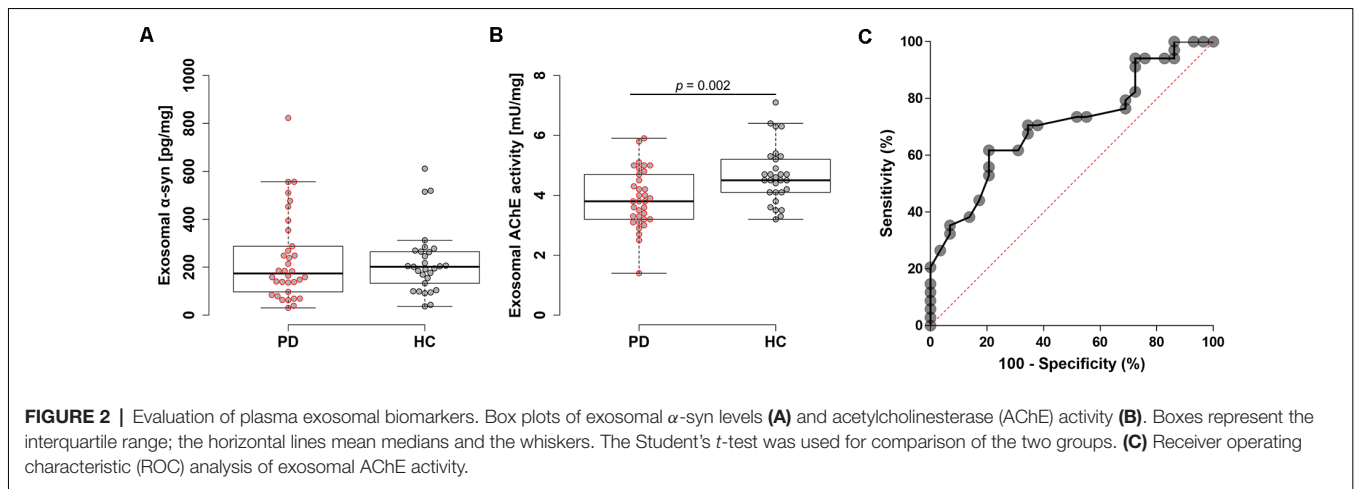 A
Exosomal α-syn [pg/mg]
1000
800
600
400
200
0
PD
HC
B
Exosomal AChE activity [mU/mg]
8
6
4
2
0
p = 0.002
PD
HC
C
Sensitivity (%)
100
80
60
40
20
0
0
20
40
60
80
100
100 - Specificity (%)
FIGURE 2 | Evaluation of plasma exosomal biomarkers. Box plots of exosomal α-syn levels (A) and acetylcholinesterase (AChE) activity (B). Boxes represent the
interquartile range; the horizontal lines mean medians and the whiskers. The Student's t-test was used for comparison of the two groups. (C) Receiver operating
characteristic (ROC) analysis of exosomal AChE activity.